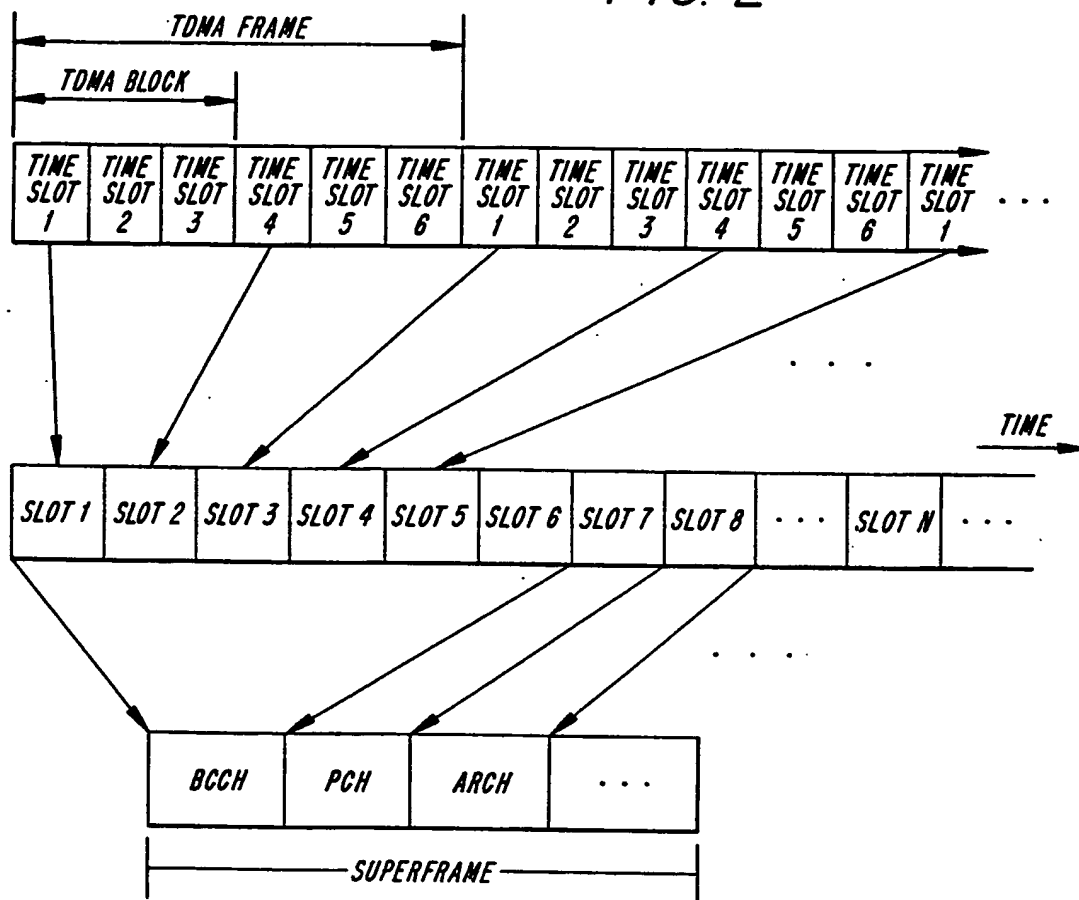 FIG. 2
TDMA FRAME
TDMA BLOCK
TIME SLOT 1
TIME SLOT 2
TIME SLOT 3
TIME SLOT 4
TIME SLOT 5
TIME SLOT 6
TIME SLOT 1
TIME SLOT 2
TIME SLOT 3
TIME SLOT 4
TIME SLOT 5
TIME SLOT 6
TIME SLOT 1
· · ·
· · ·
TIME
SLOT 1
SLOT 2
SLOT 3
SLOT 4
SLOT 5
SLOT 6
SLOT 7
SLOT 8
· · ·
SLOT N
· · ·
· · · ·
BCCH
PCH
ARCH
· · ·
SUPERFRAME